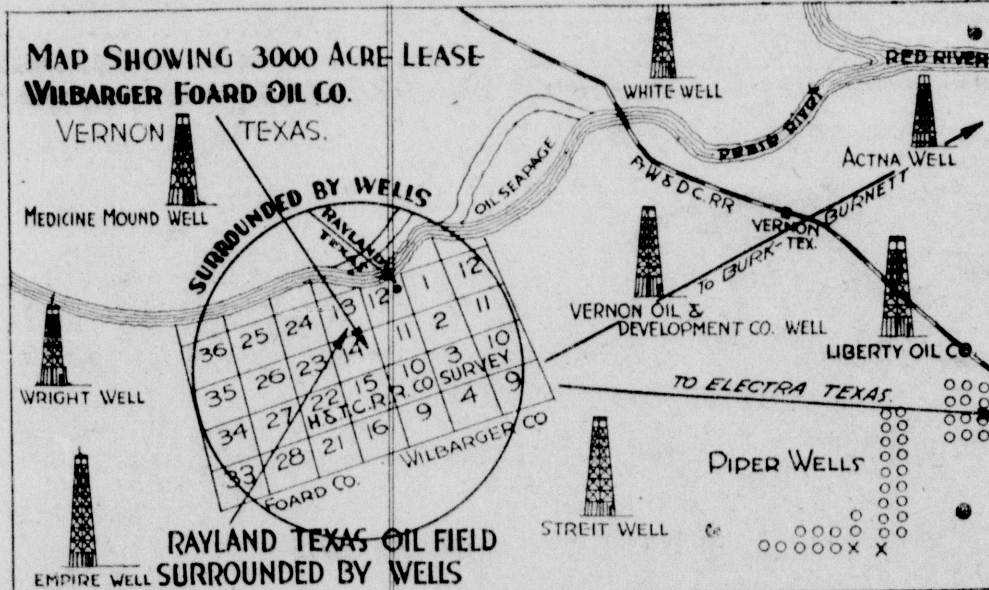 MAP SHOWING 3000 ACRE LEASE
WILBARGER FOARD OIL CO.
VERNON TEXAS.
MEDICINE MOUND WELL
SURROUNDED BY WELLS
RAYLAND
TEXAS
OIL SEAPAGE
WHITE WELL
PEASE RIVER
RED RIVER
ACTNA WELL
FT W & D C. RR
VERNON
TEX.
TO BURK-BURNETT
VERNON OIL &
DEVELOPMENT CO. WELL
LIBERTY OIL CO
WRIGHT WELL
36 25 24 13 12 1 12
35 26 23 14 11 2 11
34 27 22 15 10 3 10
H & T.C. R.R. CO SURVEY
33 28 21 16 9 4 9
FOARD CO.
WILBARGER CO
TO ELECTRA TEXAS.
PIPER WELLS
STREIT WELL
EMPIRE WELL
RAYLAND TEXAS OIL FIELD
SURROUNDED BY WELLS
X X